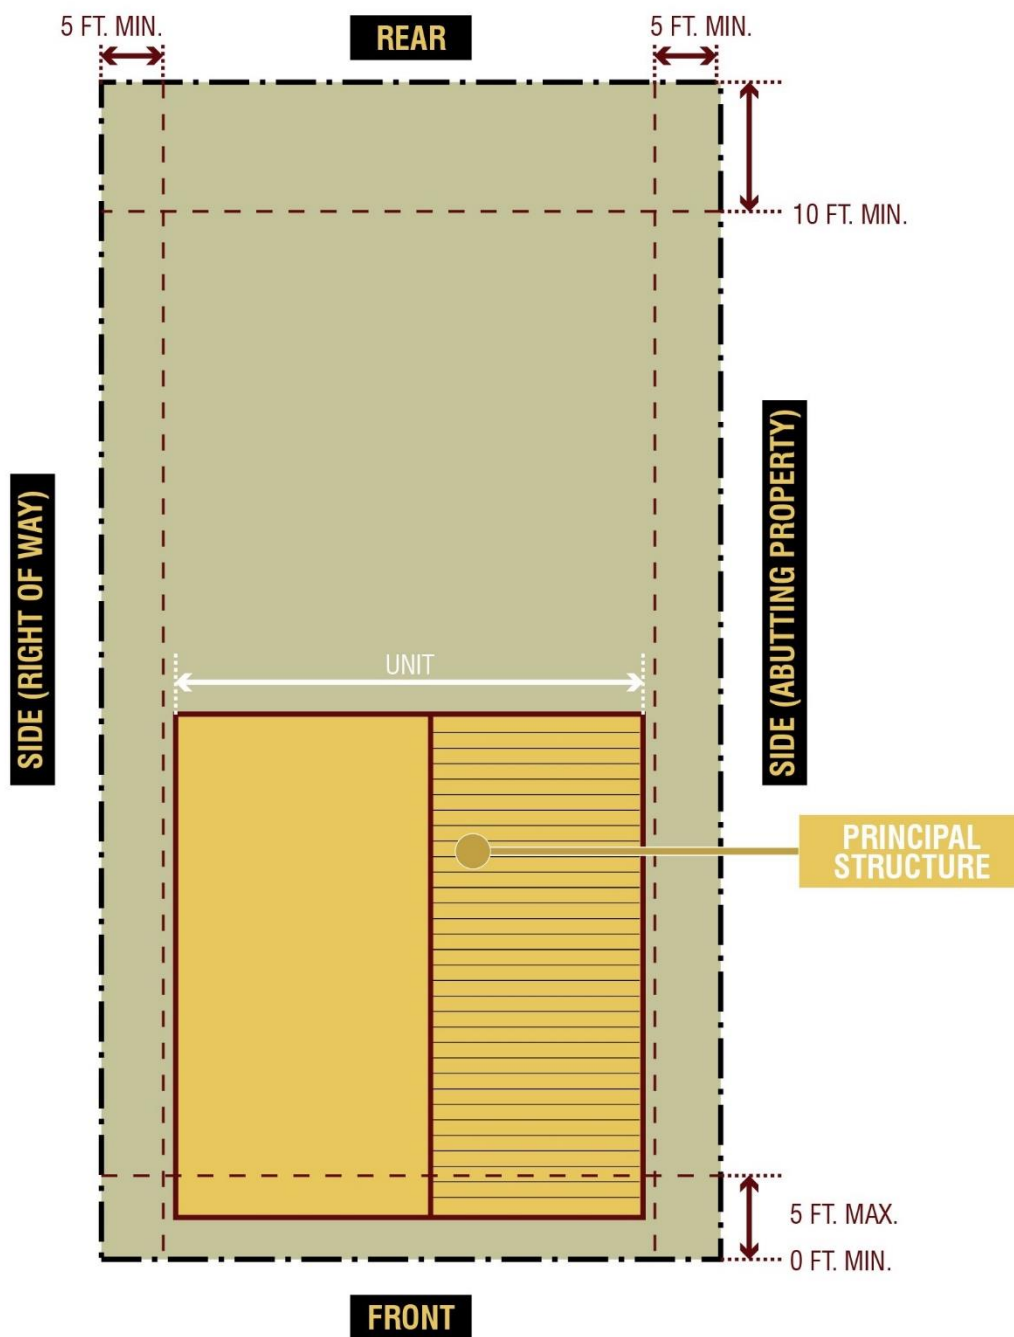 5 FT. MIN.
REAR
5 FT. MIN.
10 FT. MIN.
SIDE (RIGHT OF WAY)
SIDE (ABUTTING PROPERTY)
UNIT
PRINCIPAL
STRUCTURE
5 FT. MAX.
0 FT. MIN.
FRONT